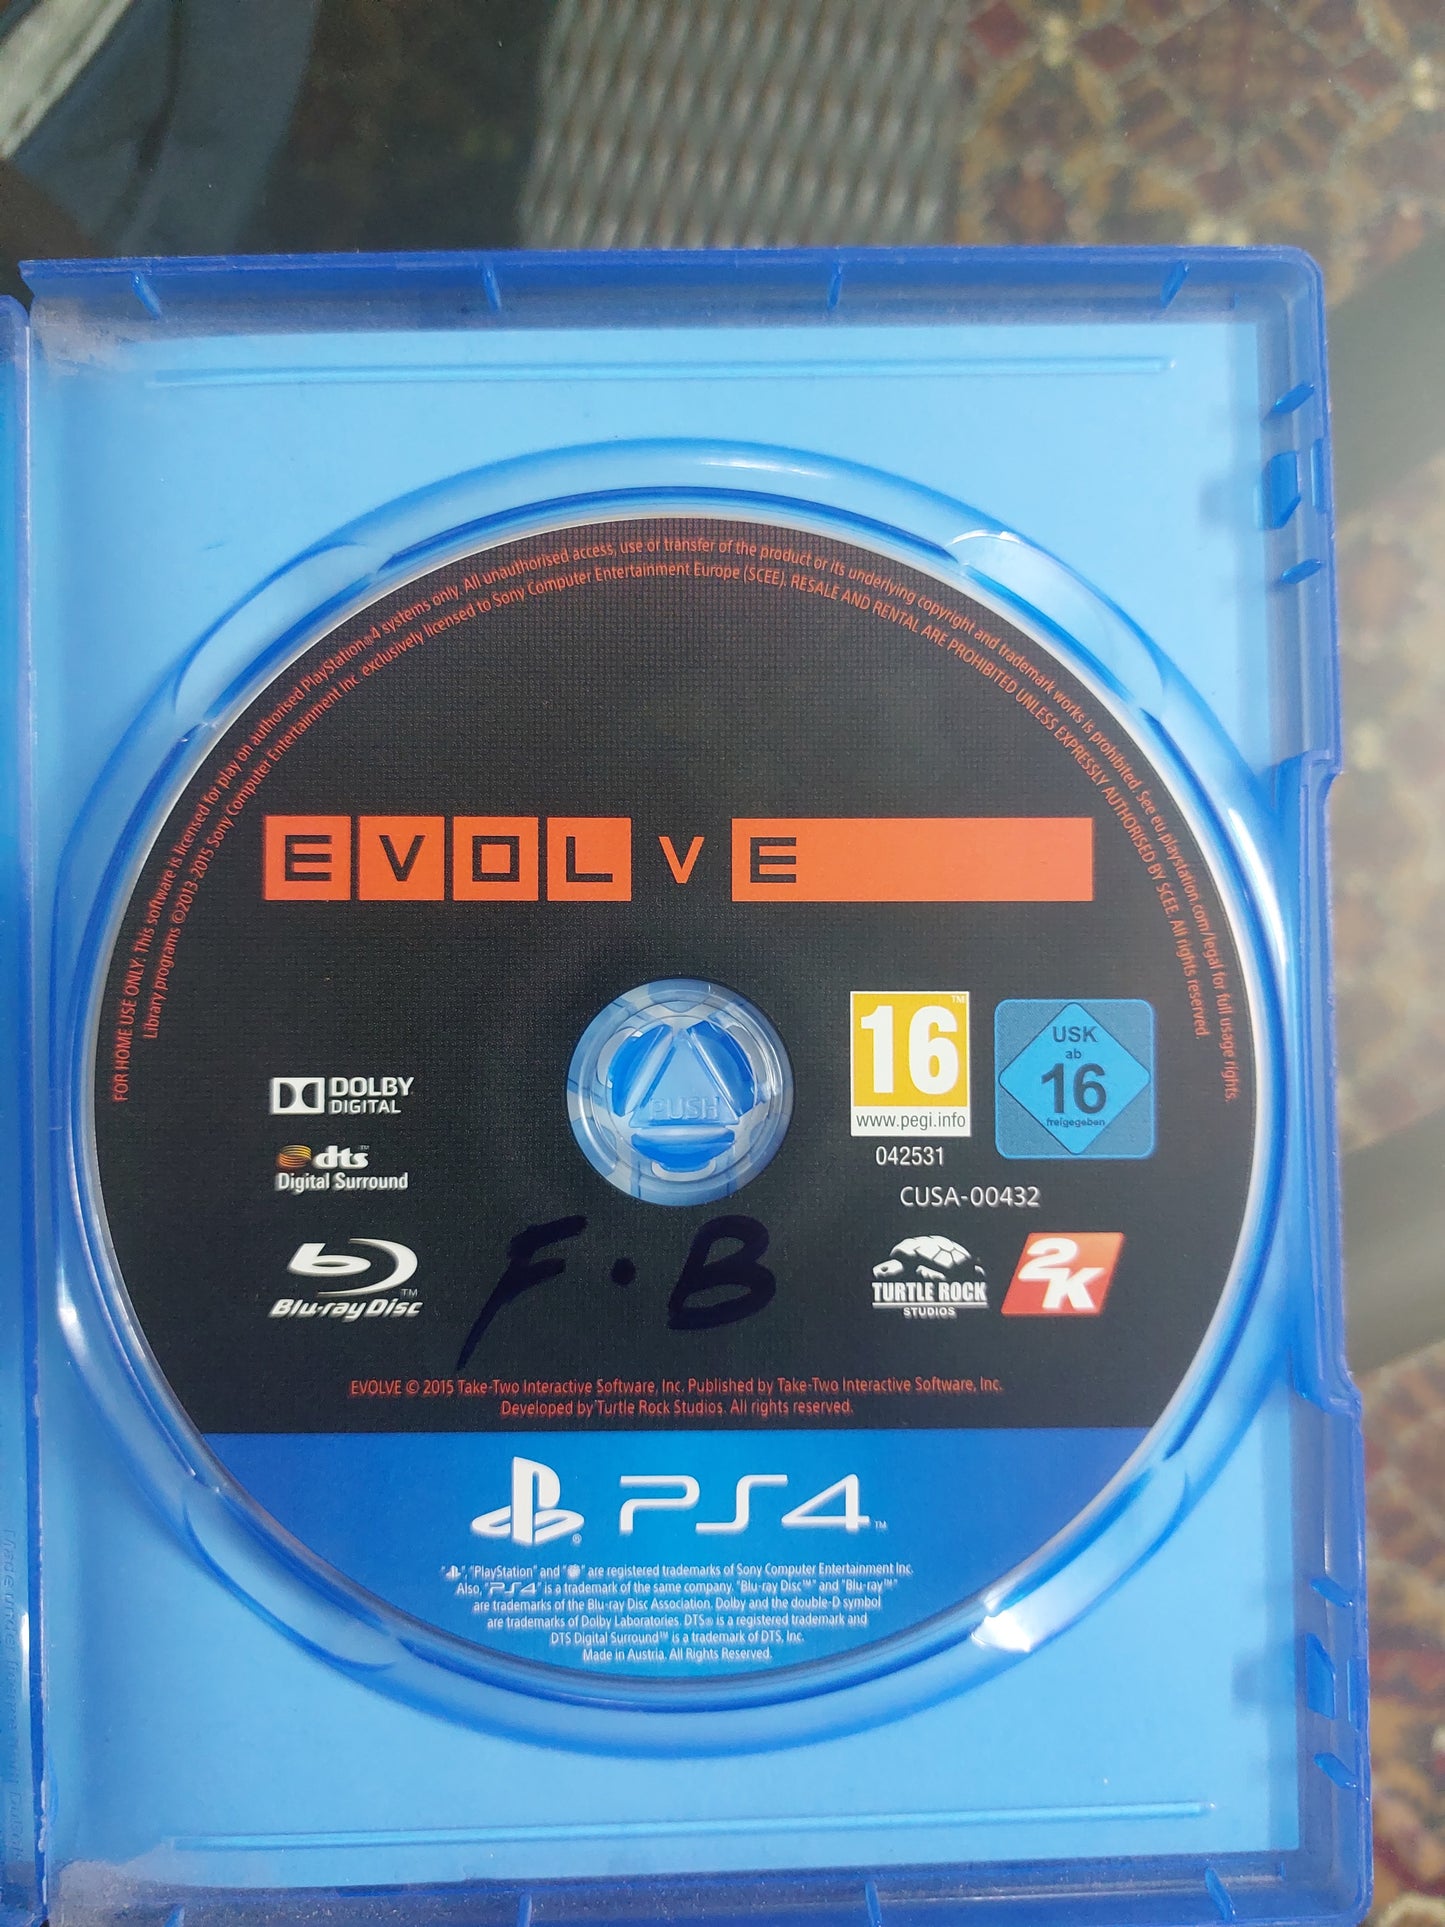 FOR HOME USE ONLY: This software is licensed for play on authorised PlayStation®4 systems only. All unauthorised access, use or transfer of the product or its underlying copyright and trademark works is prohibited. See eu.playstation.com/legal for full usage rights.
Library programs ©2013-2015 Sony Computer Entertainment Inc. exclusively licensed to Sony Computer Entertainment Europe (SCEE). RESALE AND RENTAL ARE PROHIBITED UNLESS EXPRESSLY AUTHORISED BY SCEE. All rights reserved.
EVOLVE
PUSH
16™
www.pegi.info
042531
USK
ab
16
freigegeben
CUSA-00432
DOLBY
DIGITAL
dts™
Digital Surround
Blu-ray Disc™
F.B
TURTLE ROCK
STUDIOS
2K
EVOLVE © 2015 Take-Two Interactive Software, Inc. Published by Take-Two Interactive Software, Inc.
Developed by Turtle Rock Studios. All rights reserved.
PS4™
"", "PlayStation" and "" are registered trademarks of Sony Computer Entertainment Inc.
Also, "PS4" is a trademark of the same company. "Blu-ray Disc™" and "Blu-ray™"
are trademarks of the Blu-ray Disc Association. Dolby and the double-D symbol
are trademarks of Dolby Laboratories. DTS® is a registered trademark and
DTS Digital Surround™ is a trademark of DTS, Inc.
Made in Austria. All Rights Reserved.